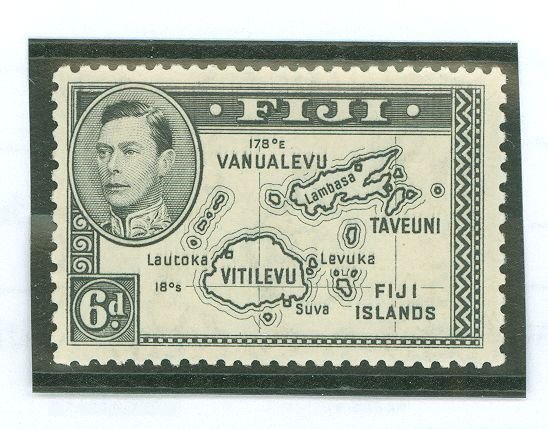 · FIJI ·
178°E
VANUALEVU
Lambasa
TAVEUNI
Lautoka
VITILEVU
Levuka
18°S
FIJI
ISLANDS
Suva
6d.